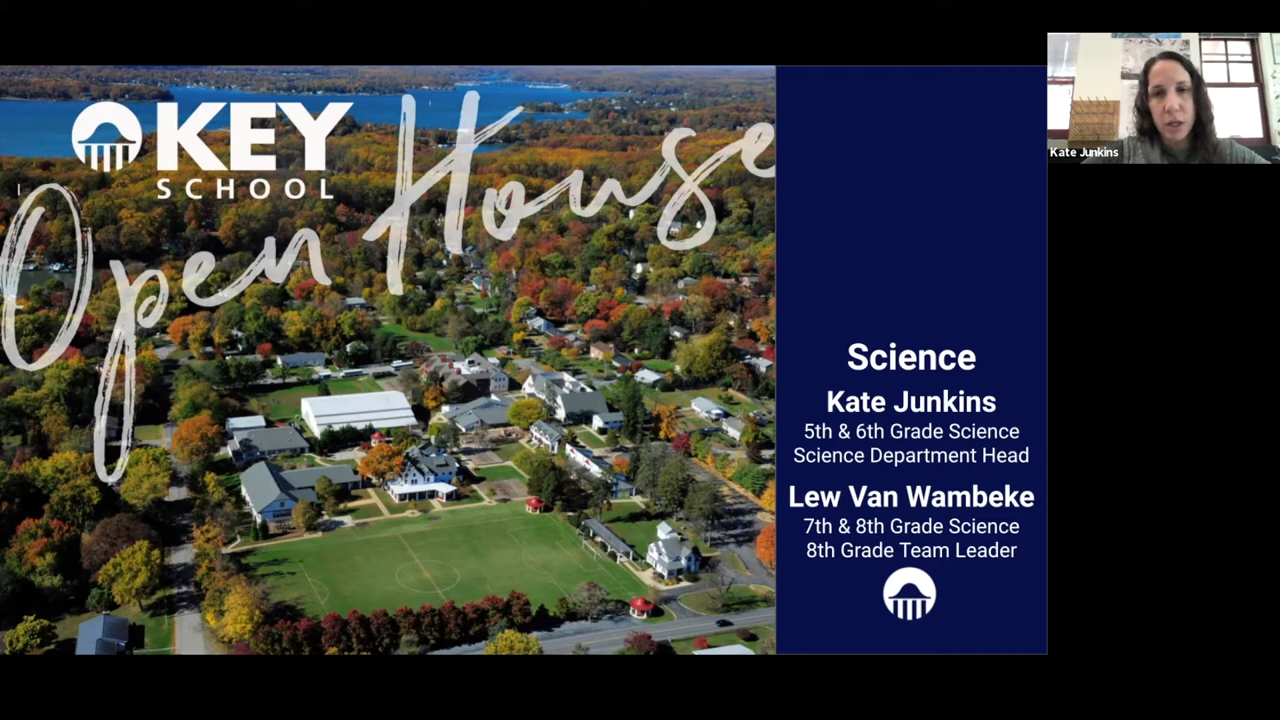 KEY
SCHOOL
Open House
Science
Kate Junkins
5th & 6th Grade Science
Science Department Head
Lew Van Wambeke
7th & 8th Grade Science
8th Grade Team Leader
Kate Junkins